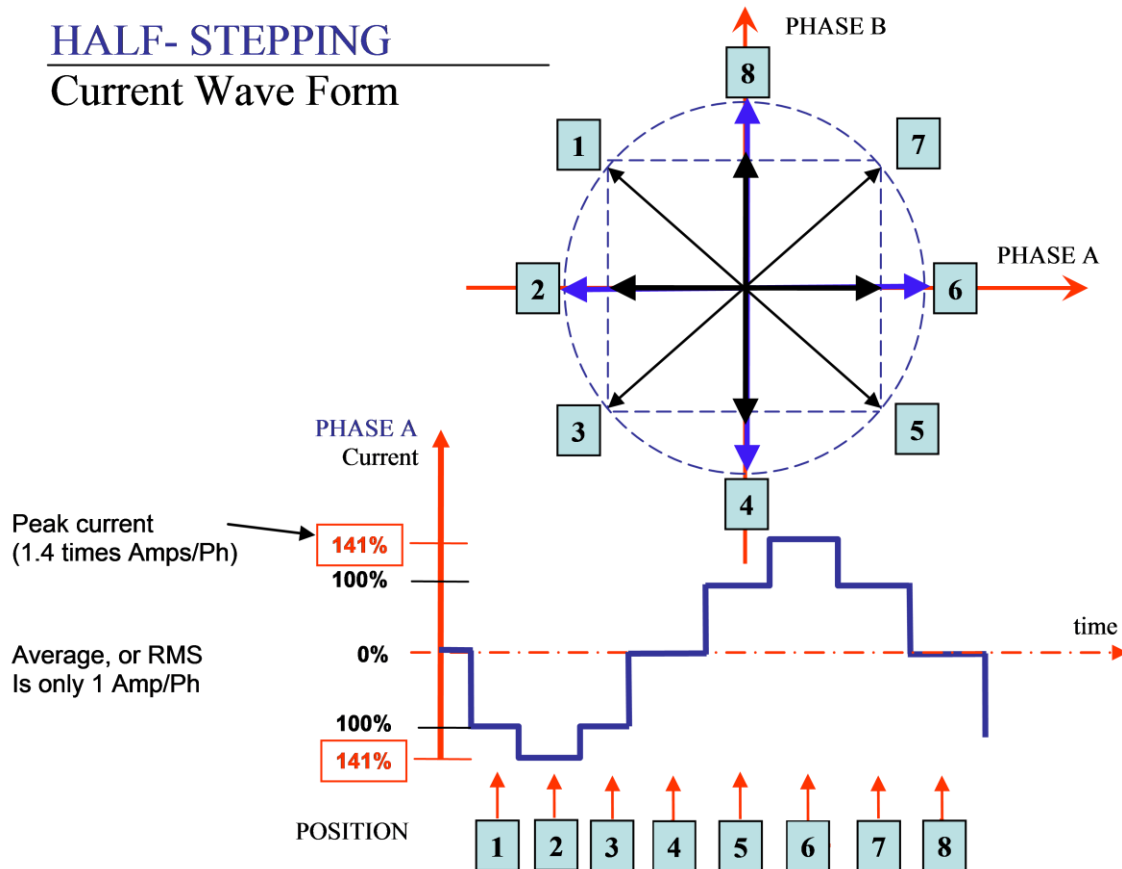 HALF- STEPPING
Current Wave Form
PHASE B
8
1
7
PHASE A
2
6
3
5
4
PHASE A
Current
Peak current
(1.4 times Amps/Ph)
141%
100%
time
Average, or RMS
Is only 1 Amp/Ph
0%
100%
141%
POSITION
1 2 3 4 5 6 7 8